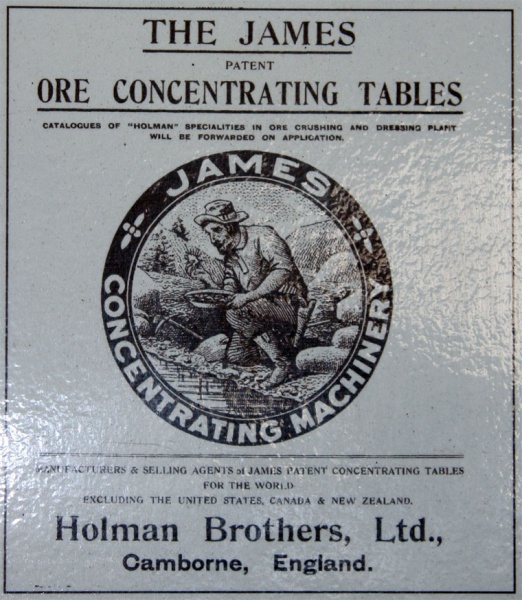 THE JAMES
PATENT
ORE CONCENTRATING TABLES
CATALOGUES OF "HOLMAN" SPECIALITIES IN ORE CRUSHING AND DRESSING PLANT
WILL BE FORWARDED ON APPLICATION.
JAMES
CONCENTRATING MACHINERY
MANUFACTURERS & SELLING AGENTS of JAMES PATENT CONCENTRATING TABLES
FOR THE WORLD
EXCLUDING THE UNITED STATES, CANADA & NEW ZEALAND.
Holman Brothers, Ltd.,
Camborne, England.